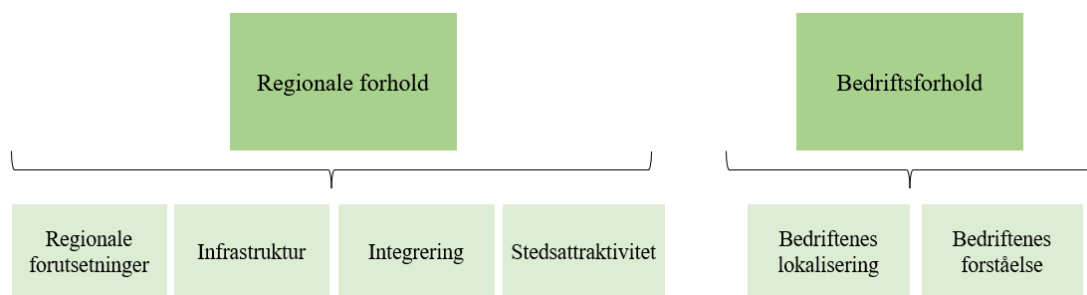 Regionale forhold
Bedriftsforhold
Regionale
forutsetninger
Infrastruktur
Integrering
Stedsattraktivitet
Bedriftenes
lokalisering
Bedriftenes
forståelse